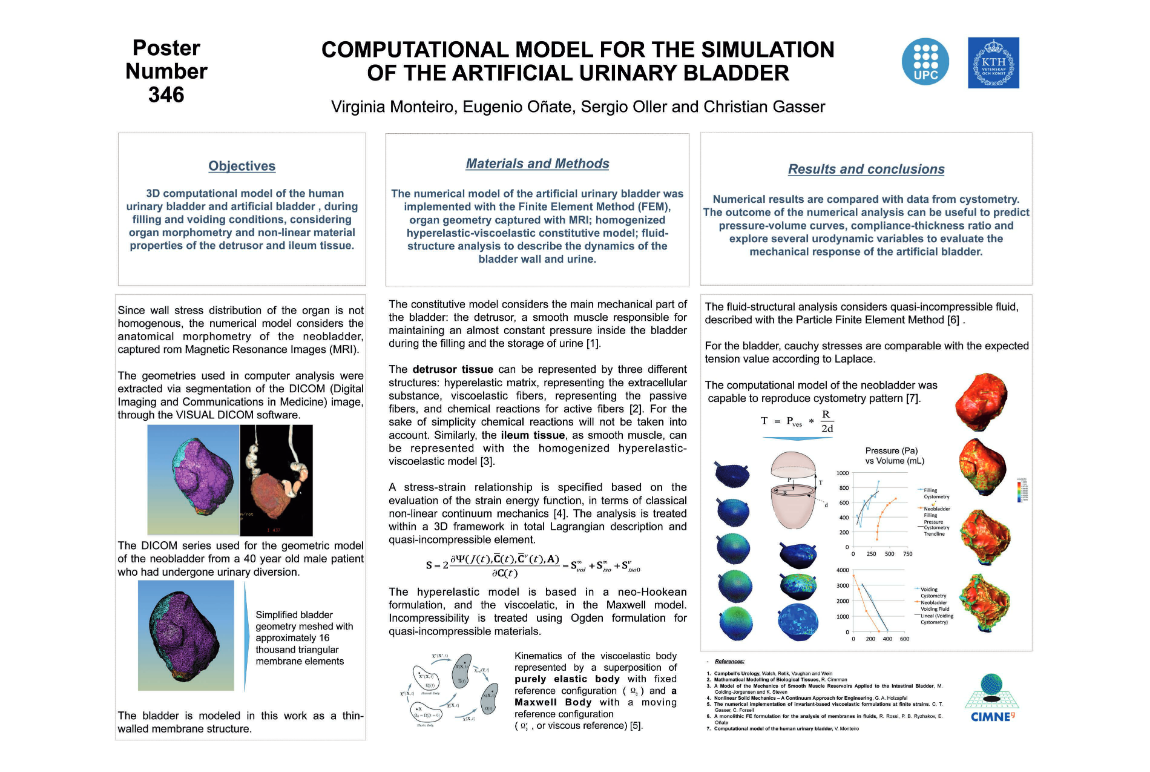 Poster
Number
346
COMPUTATIONAL MODEL FOR THE SIMULATION
OF THE ARTIFICIAL URINARY BLADDER
Virginia Monteiro, Eugenio Oñate, Sergio Oller and Christian Gasser
UPC
KTH
VETENSKAP
OCH KONST
Objectives
3D computational model of the human
urinary bladder and artificial bladder , during
filling and voiding conditions, considering
organ morphometry and non-linear material
properties of the detrusor and ileum tissue.
Since wall stress distribution of the organ is not
homogenous, the numerical model considers the
anatomical morphometry of the neobladder,
captured rom Magnetic Resonance Images (MRI).
The geometries used in computer analysis were
extracted via segmentation of the DICOM (Digital
Imaging and Communications in Medicine) image,
through the VISUAL DICOM software.
The DICOM series used for the geometric model
of the neobladder from a 40 year old male patient
who had undergone urinary diversion.
Simplified bladder
geometry meshed with
approximately 16
thousand triangular
membrane elements
The bladder is modeled in this work as a thin-
walled membrane structure.
Materials and Methods
The numerical model of the artificial urinary bladder was
implemented with the Finite Element Method (FEM),
organ geometry captured with MRI; homogenized
hyperelastic-viscoelastic constitutive model; fluid-
structure analysis to describe the dynamics of the
bladder wall and urine.
The constitutive model considers the main mechanical part of
the bladder: the detrusor, a smooth muscle responsible for
maintaining an almost constant pressure inside the bladder
during the filling and the storage of urine [1].
The detrusor tissue can be represented by three different
structures: hyperelastic matrix, representing the extracellular
substance, viscoelastic fibers, representing the passive
fibers, and chemical reactions for active fibers [2]. For the
sake of simplicity chemical reactions will not be taken into
account. Similarly, the ileum tissue, as smooth muscle, can
be represented with the homogenized hyperelastic-
viscoelastic model [3].
A stress-strain relationship is specified based on the
evaluation of the strain energy function, in terms of classical
non-linear continuum mechanics [4]. The analysis is treated
within a 3D framework in total Lagrangian description and
quasi-incompressible element.
The hyperelastic model is based in a neo-Hookean
formulation, and the viscoelatic, in the Maxwell model.
Incompressibility is treated using Ogden formulation for
quasi-incompressible materials.
Kinematics of the viscoelastic body
represented by a superposition of
purely elastic body with fixed
reference configuration ( Ω₀ ) and a
Maxwell Body with a moving
reference configuration
, or viscous reference) [5].
Results and conclusions
Numerical results are compared with data from cystometry.
The outcome of the numerical analysis can be useful to predict
pressure-volume curves, compliance-thickness ratio and
explore several urodynamic variables to evaluate the
mechanical response of the artificial bladder.
The fluid-structural analysis considers quasi-incompressible fluid,
described with the Particle Finite Element Method [6] .
For the bladder, cauchy stresses are comparable with the expected
tension value according to Laplace.
The computational model of the neobladder was
capable to reproduce cystometry pattern [7].
T = Pves * R / 2d
P
T
d
Pressure (Pa)
vs Volume (mL)
1000
800
600
400
200
0
0 250 500 750
Filling
Cystometry
Neobladder
Filling
Pressure
Cystometry
Trendline
4000
3000
2000
1000
0
0 200 400 600
Voiding
Cystometry
Neobladder
Voiding Fluid
Lineal (Voiding
Cystometry)
References:
1. Campbell's Urology, Walsh, Retik, Vaughan and Wein
2. Mathematical Modelling of Biological Tissues, R. Cimrman
3. A Model of the Mechanics of Smooth Muscle Reservoirs Applied to the Intestinal Bladder, M.
Colding-Jorgensen and K. Steven
4. Nonlinear Solid Mechanics – A Continuum Approach for Engineering, G. A. Holzapfel
5. The numerical implementation of invariant-based viscoelastic formulations at finite strains. C. T.
Gasser, C. Forsell
6. A monolithic FE formulation for the analysis of membranes in fluids, R. Rossi, P. B. Ryzhakov, E.
Oñate
7. Computational model of the human urinary bladder, V. Monteiro
CIMNE